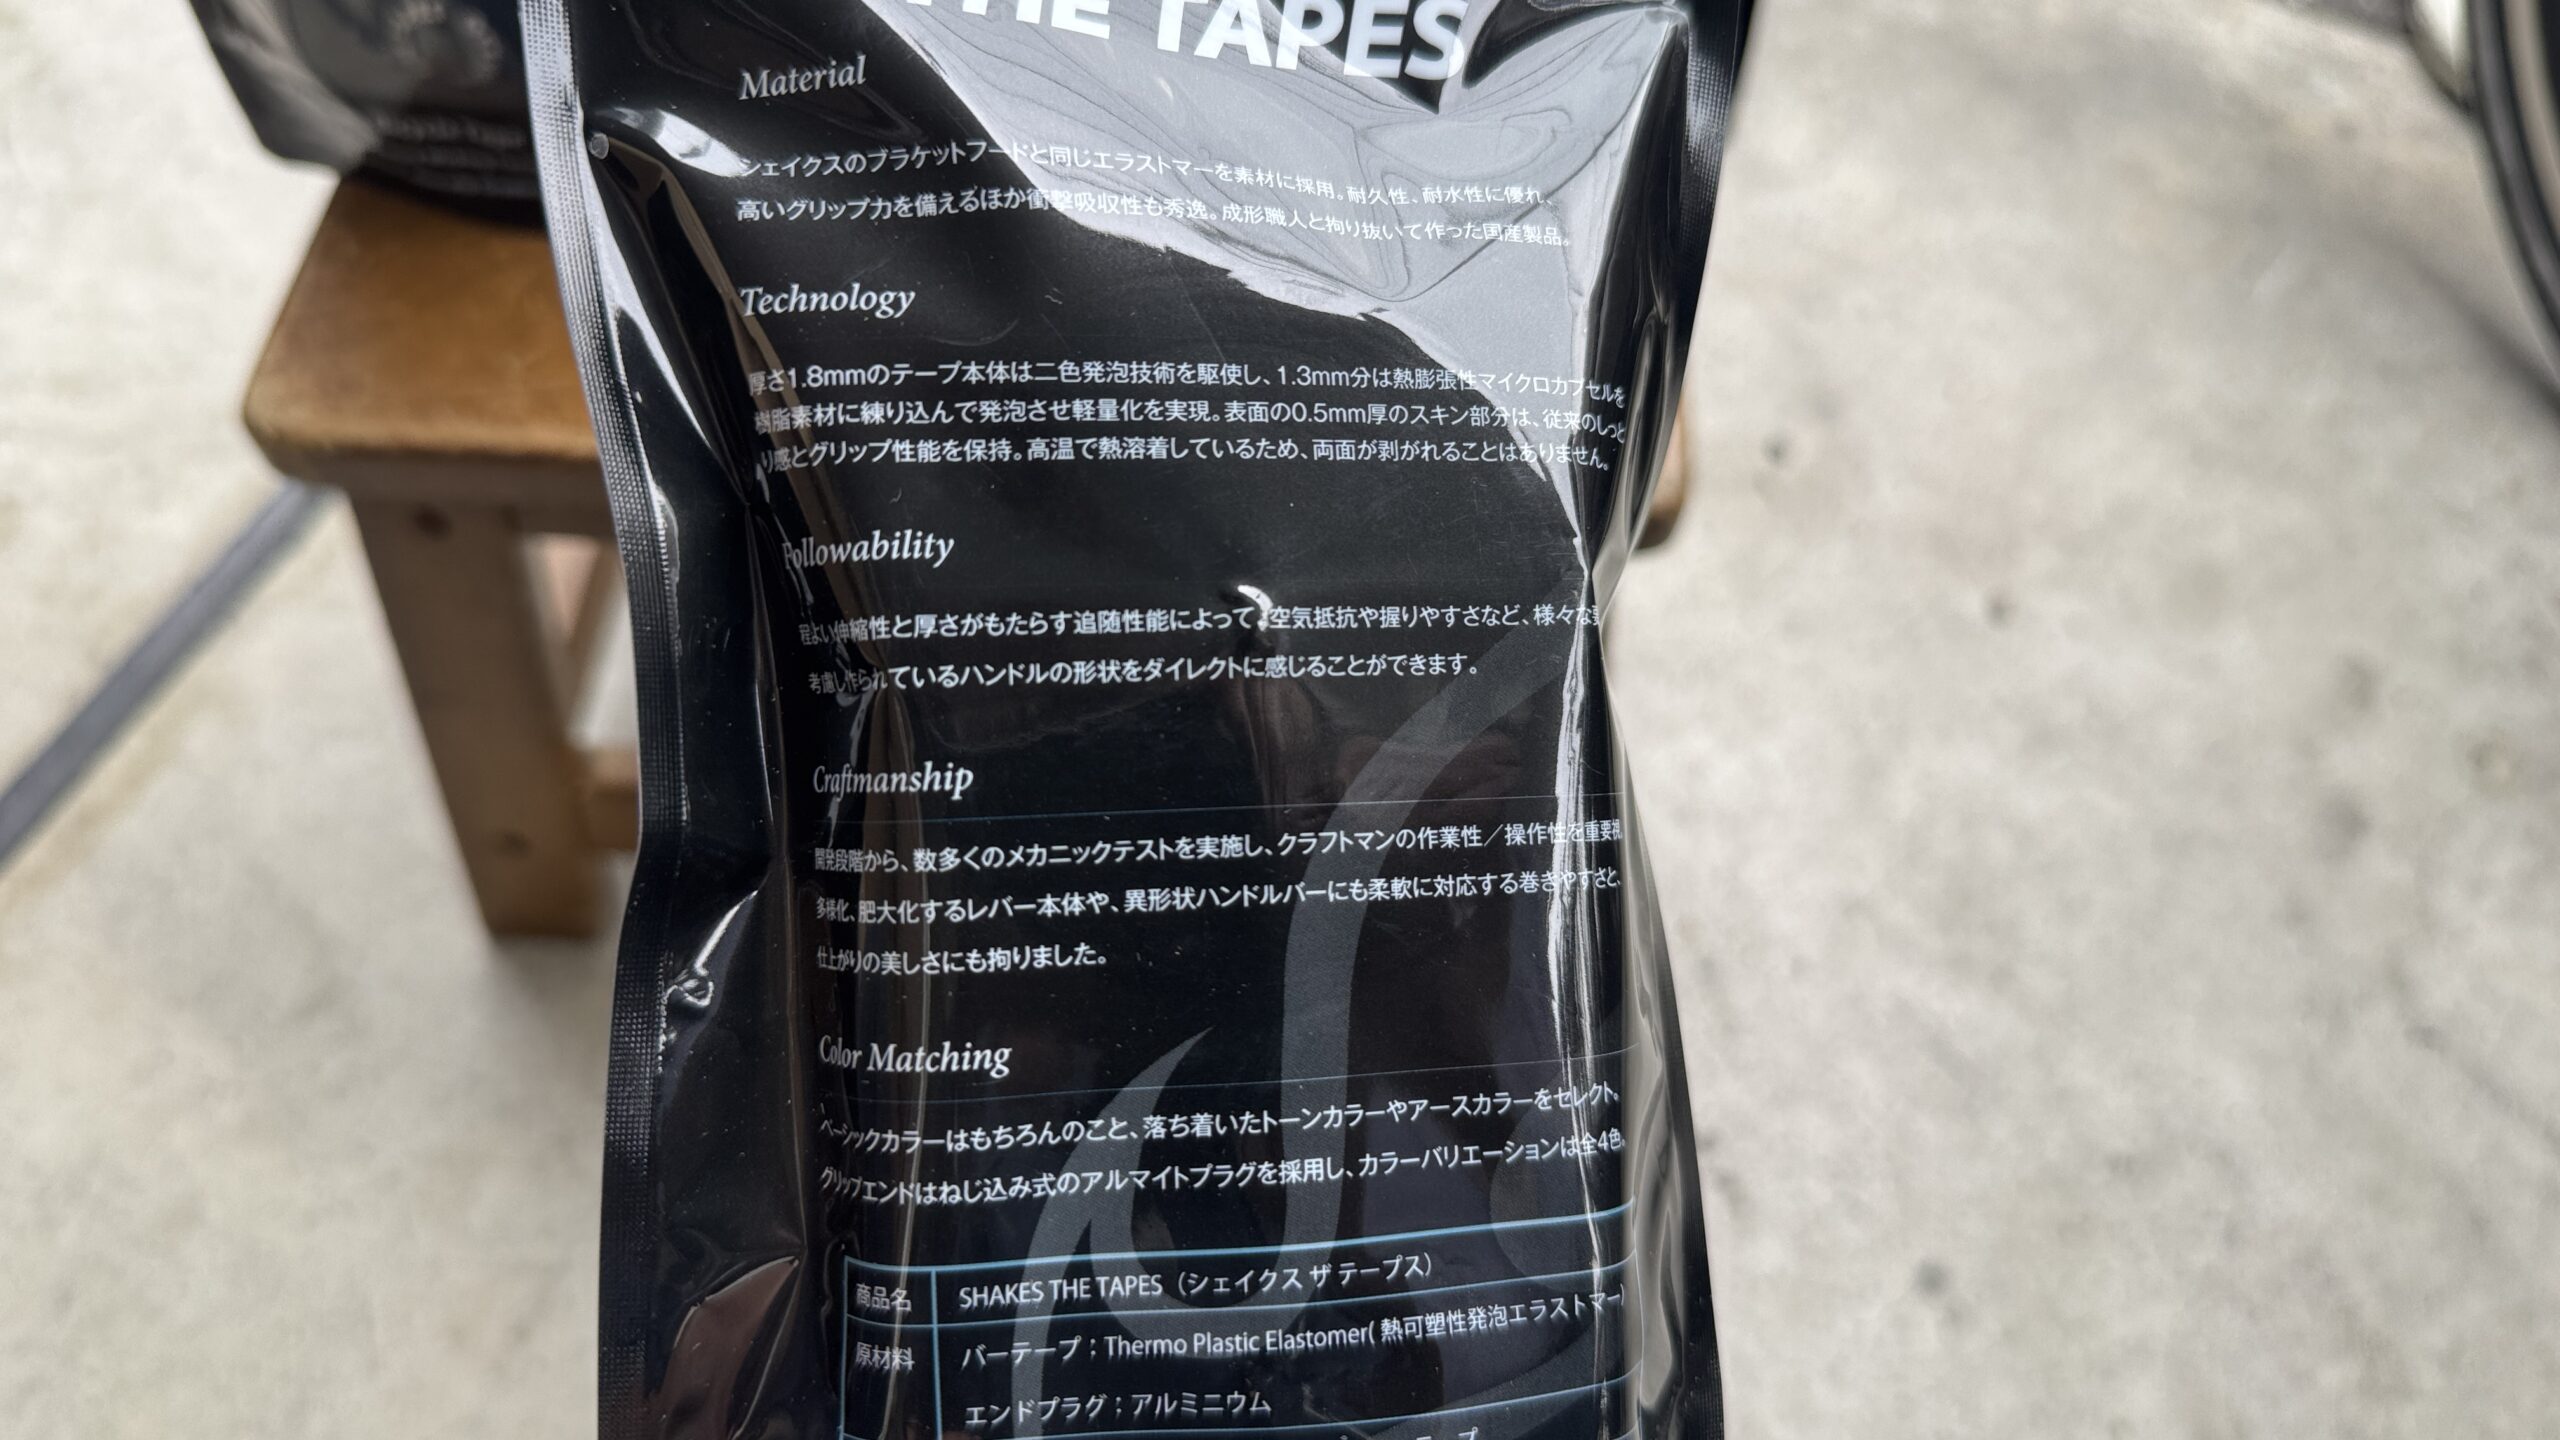 THE TAPES
Material
シェイクスのブラケットフードと同じエラストマーを素材に採用。耐久性、耐水性に優れ、
高いグリップ力を備えるほか衝撃吸収性も秀逸。成形職人と拘り抜いて作った国産製品。
Technology
厚さ1.8mmのテープ本体は二色発泡技術を駆使し、1.3mm分は熱膨張性マイクロカプセルを
樹脂素材に練り込んで発泡させ軽量化を実現。表面の0.5mm厚のスキン部分は、従来のしっと
り感とグリップ性能を保持。高温で熱溶着しているため、両面が剥がれることはありません。
Followability
程よい伸縮性と厚さがもたらす追随性能によって、空気抵抗や握りやすさなど、様々な
考慮し作られているハンドルの形状をダイレクトに感じることができます。
Craftmanship
開発段階から、数多くのメカニックテストを実施し、クラフトマンの作業性／操作性を重要視
多様化、肥大化するレバー本体や、異形状ハンドルバーにも柔軟に対応する巻きやすさと、
仕上がりの美しさにも拘りました。
Color Matching
ベーシックカラーはもちろんのこと、落ち着いたトーンカラーやアースカラーをセレクト。
グリップエンドはねじ込み式のアルマイトプラグを採用し、カラーバリエーションは全4色。
商品名 SHAKES THE TAPES（シェイクス ザ テープス）
原材料 バーテープ：Thermo Plastic Elastomer( 熱可塑性発泡エラストマー)
エンドプラグ：アルミニウム